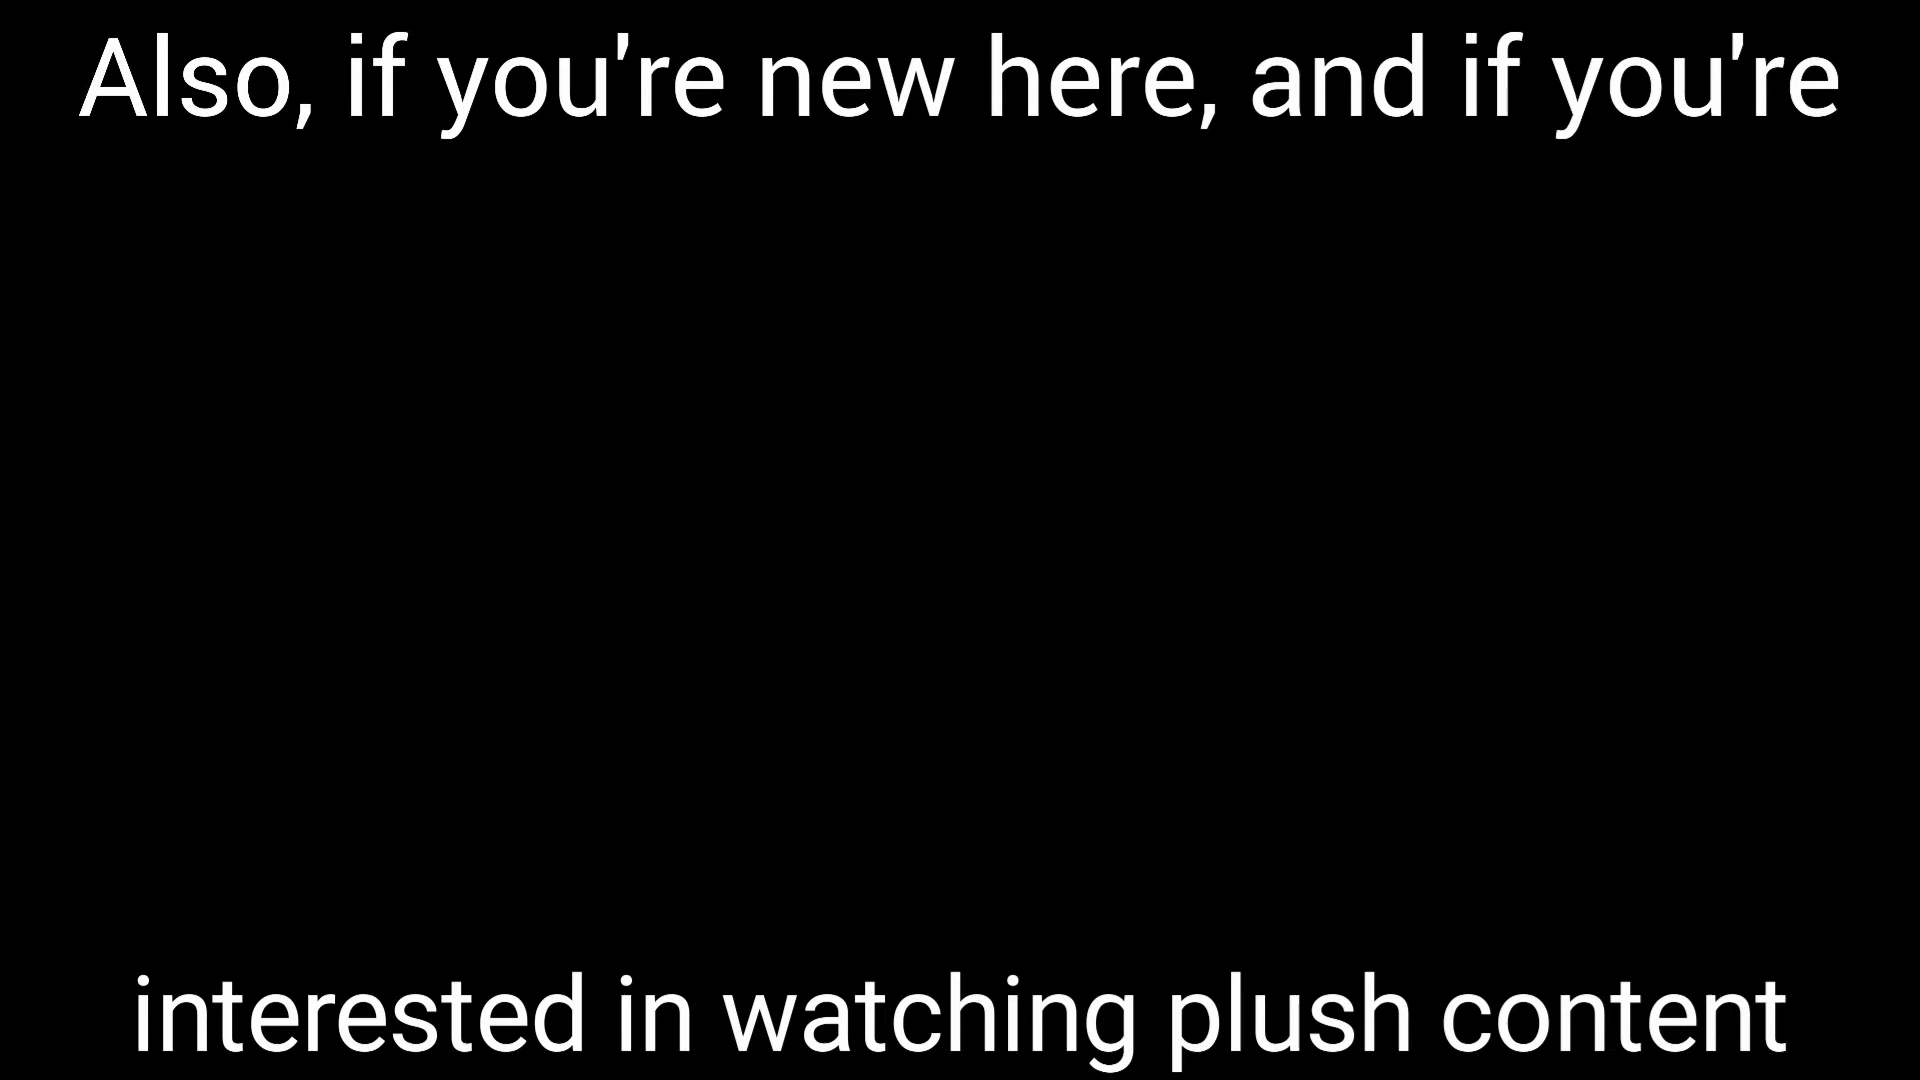 Also, if you're new here, and if you're
interested in watching plush content